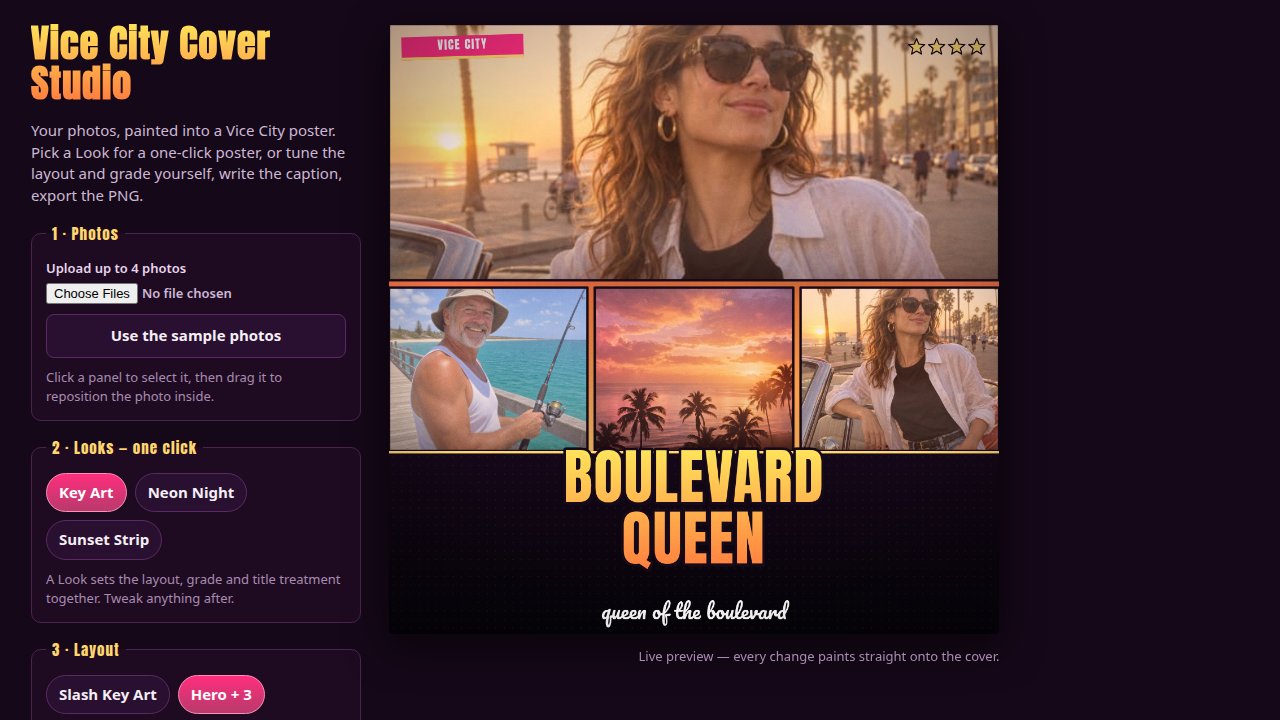 Vice City Cover
Studio
Your photos, painted into a Vice City poster.
Pick a Look for a one-click poster, or tune the
layout and grade yourself, write the caption,
export the PNG.
1 · Photos
Upload up to 4 photos
Choose Files No file chosen
Use the sample photos
Click a panel to select it, then drag it to
reposition the photo inside.
2 · Looks – one click
Key Art Neon Night
Sunset Strip
A Look sets the layout, grade and title treatment
together. Tweak anything after.
3 · Layout
Slash Key Art Hero + 3
VICE CITY
BOULEVARD
QUEEN
queen of the boulevard
Live preview — every change paints straight onto the cover.